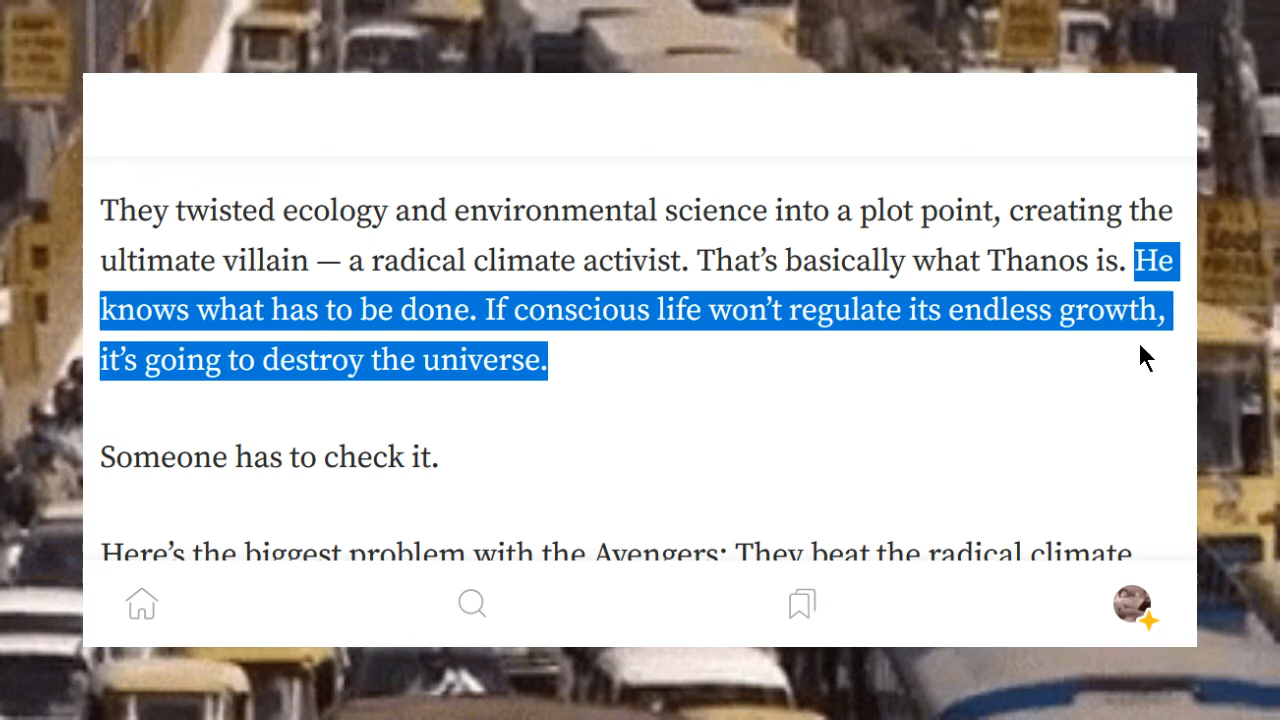 They twisted ecology and environmental science into a plot point, creating the
ultimate villain — a radical climate activist. That’s basically what Thanos is. He
knows what has to be done. If conscious life won’t regulate its endless growth,
it’s going to destroy the universe.
Someone has to check it.
Here’s the biggest problem with the Avengers: They beat the radical climate